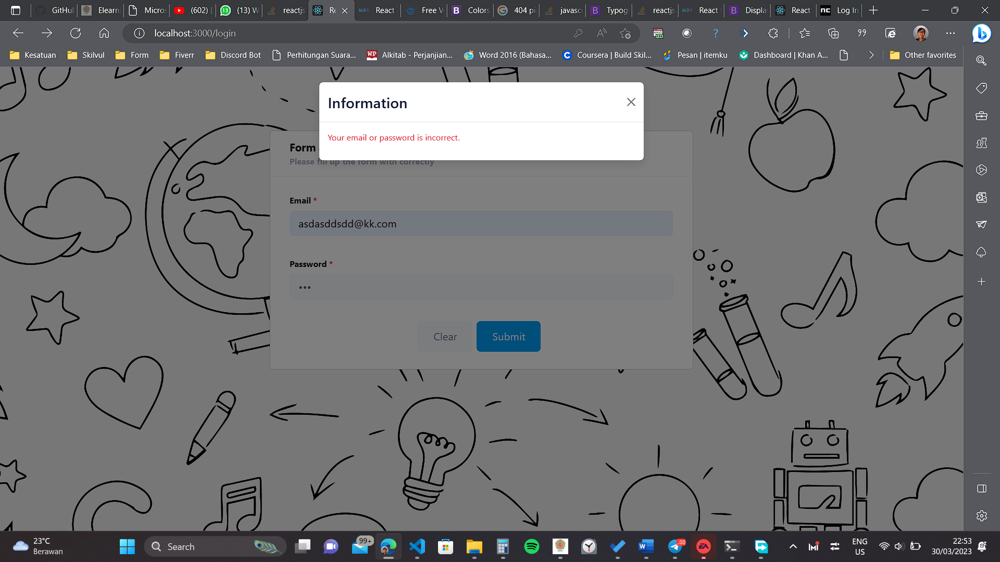 GitHub
Elearni
Micros
(602) [
(13) W
reactjs
Re
React
Free V
Colors
404 pi
javasc
Typog
reactjs
React
Displa
React
Log In
localhost:3000/login
Kesatuan
Skilvul
Form
Fiverr
Discord Bot
Perhitungan Suara...
Alkitab - Perjanjian...
Word 2016 (Bahasa...
Coursera | Build Skil...
Pesan | itemku
Dashboard | Khan A...
Other favorites
Information
Your email or password is incorrect.
Form
Please fill up the form with correctly
Email *
asdasddsdd@kk.com
Password *
Clear
Submit
23°C
Berawan
Search
99+
ENG
US
22:53
30/03/2023